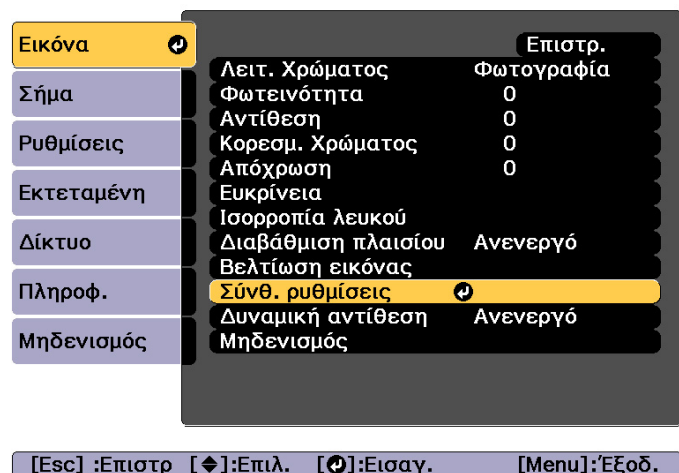 Εικόνα
Σήμα
Ρυθμίσεις
Εκτεταμένη
Δίκτυο
Πληροφ.
Μηδενισμός
Επιστρ.
Λειτ. Χρώματος Φωτογραφία
Φωτεινότητα 0
Αντίθεση 0
Κορεσμ. Χρώματος 0
Απόχρωση 0
Ευκρίνεια
Ισορροπία λευκού
Διαβάθμιση πλαισίου Ανενεργό
Βελτίωση εικόνας
Σύνθ. ρυθμίσεις
Δυναμική αντίθεση Ανενεργό
Μηδενισμός
[Esc] :Επιστρ [◆]:Επιλ. [↵]:Εισαγ. [Menu]:Έξοδ.